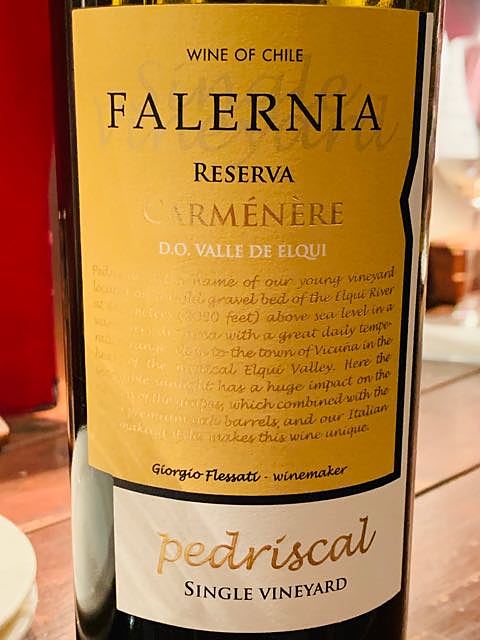 WINE OF CHILE
Single
vineyard
FALERNIA
RESERVA
CARMÉNÈRE
D.O. VALLE DE ELQUI
name of our young vineyard
gravel bed of the Elqui River
feet) above sea level in a
with a great daily tempe-
to the town of Vicuña in the
Elqui Valley. Here the
has a huge impact on the
of the grapes, which combined with the
premium oak barrels, and our Italian
makes this wine unique.
Giorgio Flessati - winemaker
pedriscal
SINGLE VINEYARD